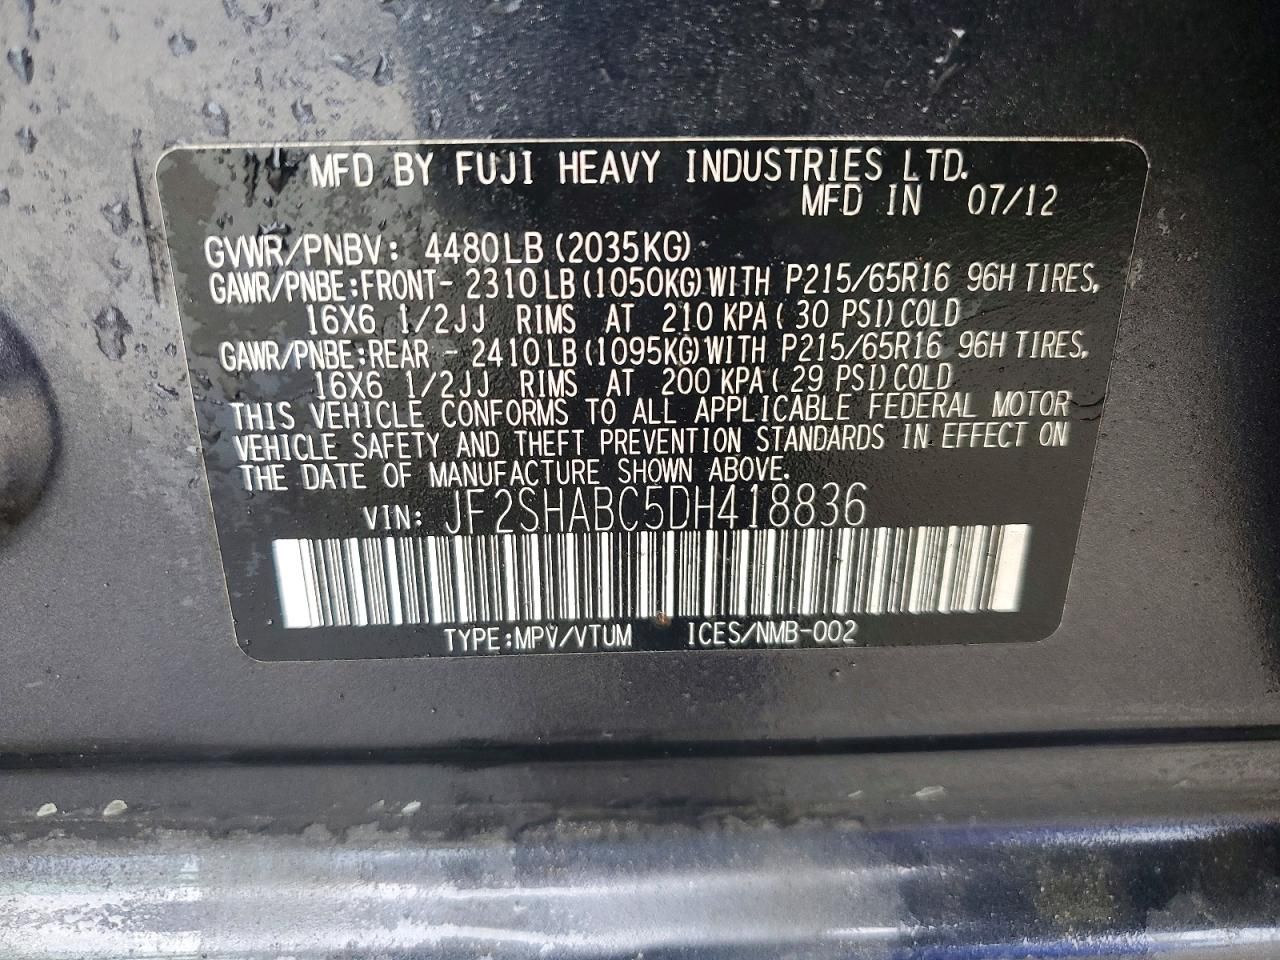 MFD BY FUJI HEAVY INDUSTRIES LTD.
MFD IN 07/12
GVWR/PNBV: 4480LB (2035KG)
GAWR/PNBE:FRONT- 2310LB (1050KG)WITH P215/65R16 96H TIRES,
16X6 1/2JJ RIMS AT 210 KPA( 30 PSI)COLD
GAWR/PNBE:REAR - 2410LB (1095KG)WITH P215/65R16 96H TIRES,
16X6 1/2JJ RIMS AT 200 KPA( 29 PSI)COLD
THIS VEHICLE CONFORMS TO ALL APPLICABLE FEDERAL MOTOR
VEHICLE SAFETY AND THEFT PREVENTION STANDARDS IN EFFECT ON
THE DATE OF MANUFACTURE SHOWN ABOVE.
VIN: JF2SHABC5DH418836
TYPE:MPV/VTUM ICES/NMB-002